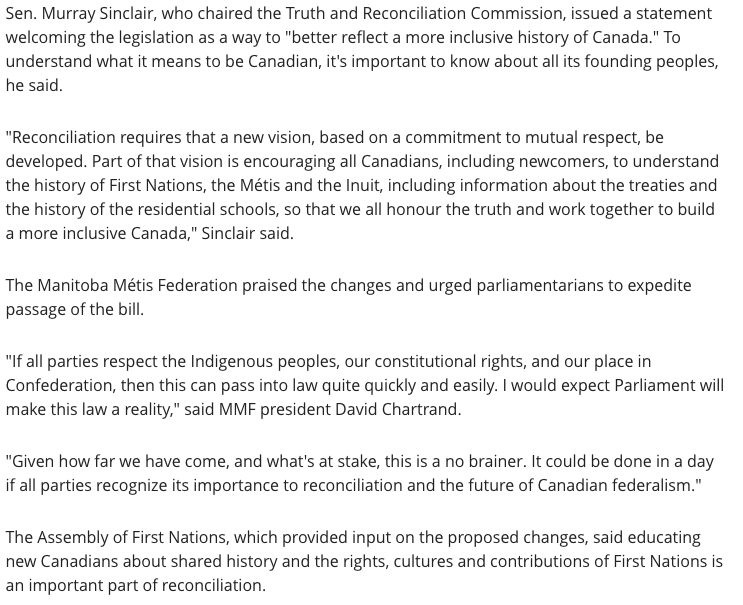 Sen. Murray Sinclair, who chaired the Truth and Reconciliation Commission, issued a statement
welcoming the legislation as a way to "better reflect a more inclusive history of Canada." To
understand what it means to be Canadian, it's important to know about all its founding peoples,
he said.
"Reconciliation requires that a new vision, based on a commitment to mutual respect, be
developed. Part of that vision is encouraging all Canadians, including newcomers, to understand
the history of First Nations, the Métis and the Inuit, including information about the treaties and
the history of the residential schools, so that we all honour the truth and work together to build
a more inclusive Canada," Sinclair said.
The Manitoba Métis Federation praised the changes and urged parliamentarians to expedite
passage of the bill.
"If all parties respect the Indigenous peoples, our constitutional rights, and our place in
Confederation, then this can pass into law quite quickly and easily. I would expect Parliament will
make this law a reality," said MMF president David Chartrand.
"Given how far we have come, and what's at stake, this is a no brainer. It could be done in a day
if all parties recognize its importance to reconciliation and the future of Canadian federalism."
The Assembly of First Nations, which provided input on the proposed changes, said educating
new Canadians about shared history and the rights, cultures and contributions of First Nations is
an important part of reconciliation.